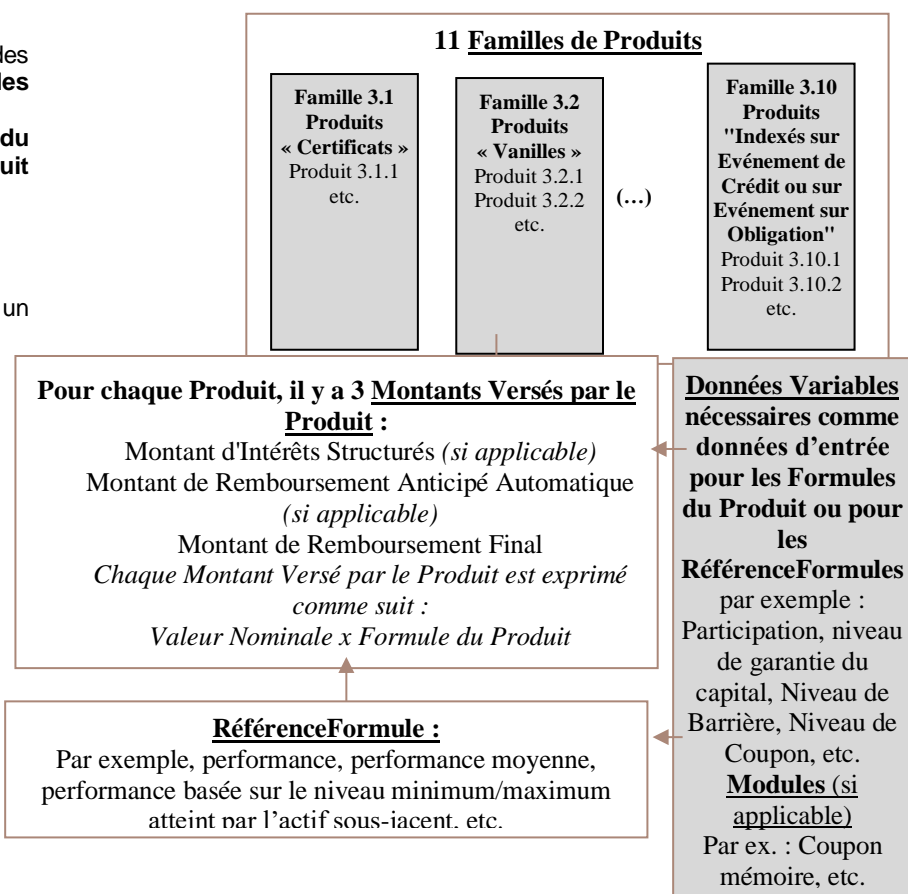 des
les
du
uit
un
11 Familles de Produits
Famille 3.1
Produits
« Certificats »
Produit 3.1.1
etc.
Famille 3.2
Produits
« Vanilles »
Produit 3.2.1
Produit 3.2.2
etc.
(…)
Famille 3.10
Produits
"Indexés sur
Evénement de
Crédit ou sur
Evénement sur
Obligation"
Produit 3.10.1
Produit 3.10.2
etc.
Pour chaque Produit, il y a 3 Montants Versés par le
Produit :
Montant d'Intérêts Structurés (si applicable)
Montant de Remboursement Anticipé Automatique
(si applicable)
Montant de Remboursement Final
Chaque Montant Versé par le Produit est exprimé
comme suit :
Valeur Nominale x Formule du Produit
Données Variables
nécessaires comme
données d’entrée
pour les Formules
du Produit ou pour
les
RéférenceFormules
par exemple :
Participation, niveau
de garantie du
capital, Niveau de
Barrière, Niveau de
Coupon, etc.
Modules (si
applicable)
Par ex. : Coupon
mémoire, etc.
RéférenceFormule :
Par exemple, performance, performance moyenne,
performance basée sur le niveau minimum/maximum
atteint par l’actif sous-jacent, etc.